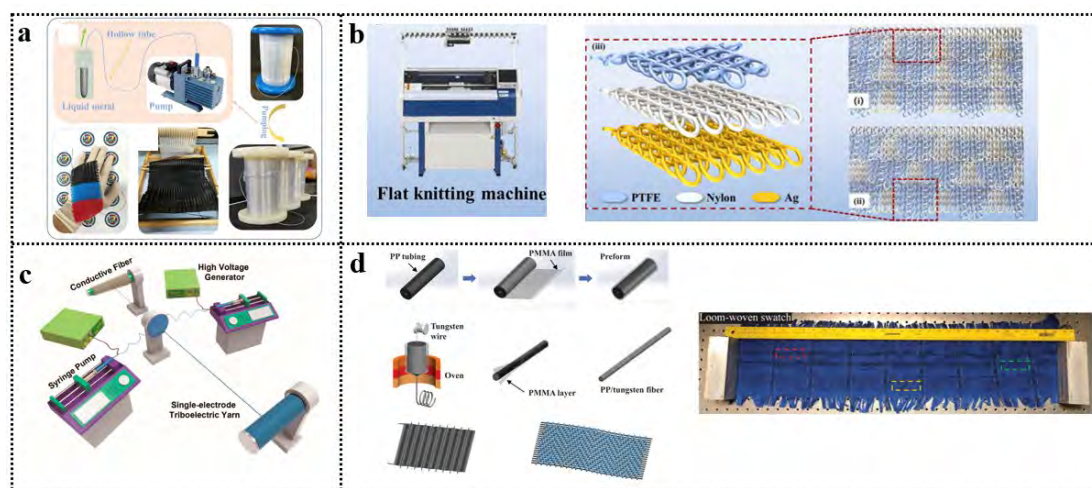 a
Hollow tube
Liquid metal
Pump
Pumping
b
Flat knitting machine
(iii)
PTFE
Nylon
Ag
(i)
(ii)
c
Conductive Fiber
High Voltage
Generator
Syringe Pump
Single-electrode
Triboelectric Yarn
d
PP tubing
PMMA film
Preform
Tungsten
wire
Oven
PMMA layer
PP/tungsten fiber
Loom-woven swatch